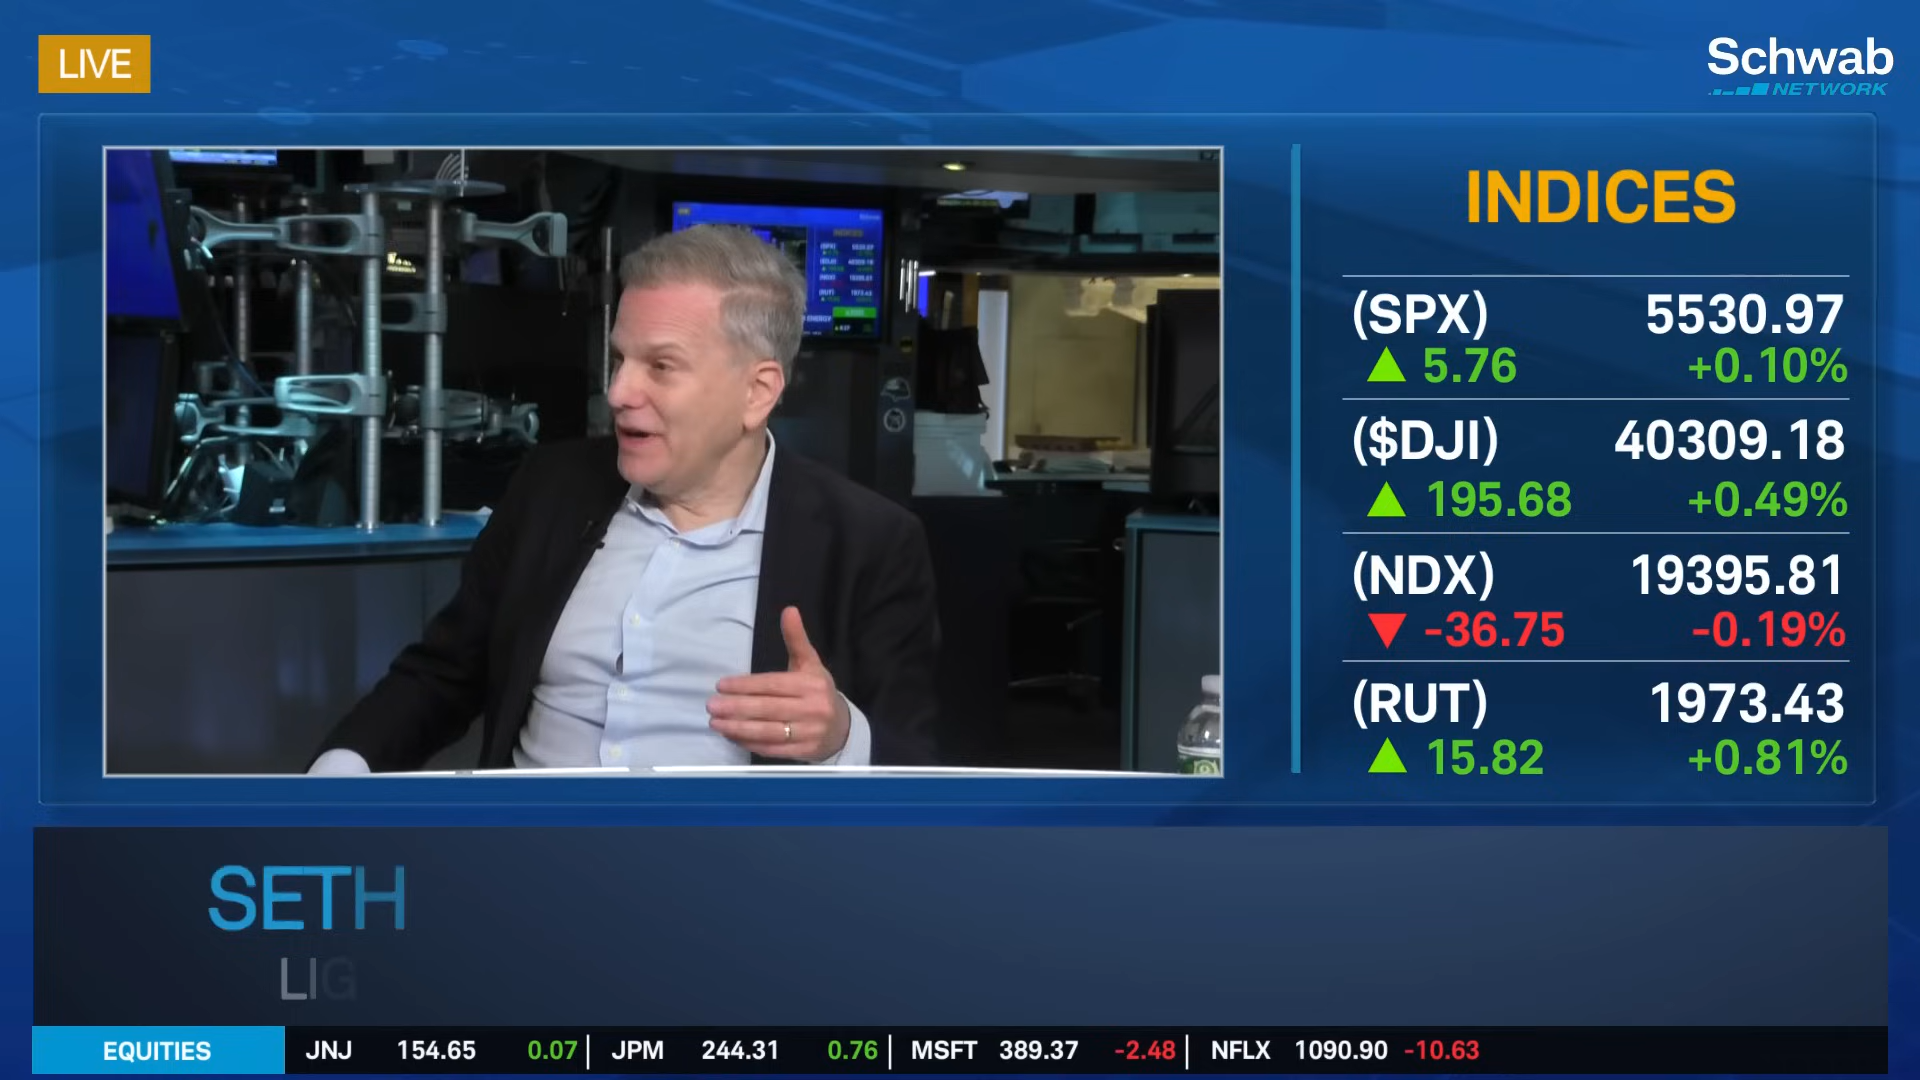 LIVE
Schwab
NETWORK
INDICES
(SPX) 5530.97
▲ 5.76 +0.10%
($DJI) 40309.18
▲ 195.68 +0.49%
(NDX) 19395.81
▼ -36.75 -0.19%
(RUT) 1973.43
▲ 15.82 +0.81%
SETH
LIG
EQUITIES JNJ 154.65 0.07 | JPM 244.31 0.76 | MSFT 389.37 -2.48 | NFLX 1090.90 -10.63